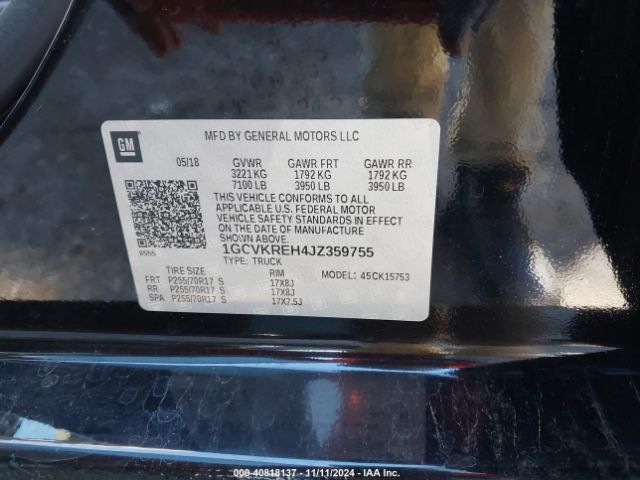 GM
MFD BY GENERAL MOTORS LLC
05/18 GVWR GAWR FRT GAWR RR
3221 KG 1792 KG 1792 KG
7100 LB 3950 LB 3950 LB
THIS VEHICLE CONFORMS TO ALL
APPLICABLE U.S. FEDERAL MOTOR
VEHICLE SAFETY STANDARDS IN EFFECT
ON THE DATE OF MANUFACTURE
SHOWN ABOVE.
1GCVKREH4JZ359755
TYPE: TRUCK
TIRE SIZE RIM MODEL: 45CK15753
FRT P255/70R17 S 17X8J
RR P255/70R17 S 17X8J
SPA P255/70R17 S 17X7.5J
000-40818137 - 11/11/2024 - IAA Inc.